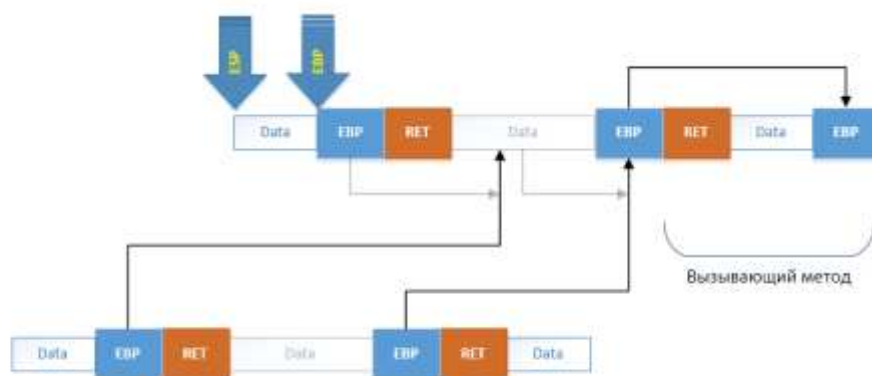 ESP
EBP
Data EBP RET Data EBP RET Data EBP
Вызывающий метод
Data EBP RET Data EBP RET Data